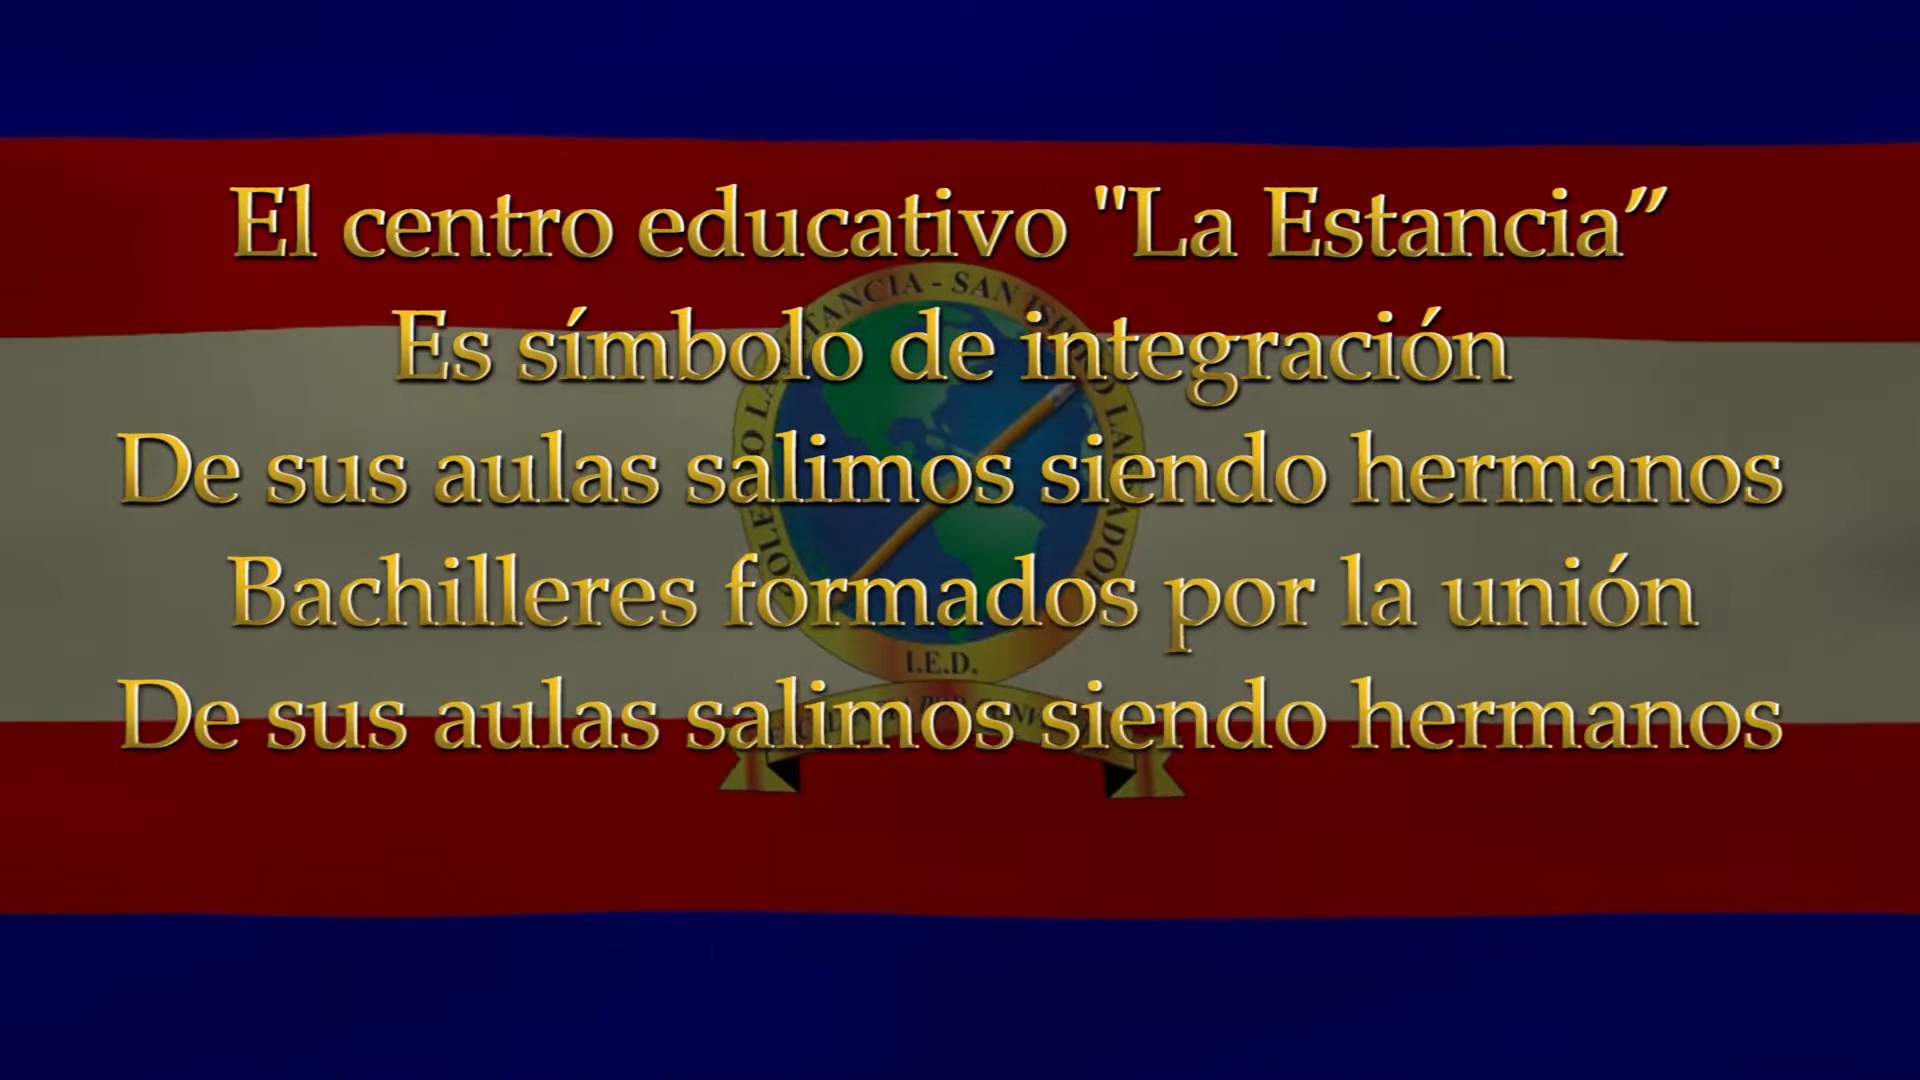 El centro educativo "La Estancia”
Es símbolo de integración
De sus aulas salimos siendo hermanos
Bachilleres formados por la unión
De sus aulas salimos siendo hermanos
I.E.D.